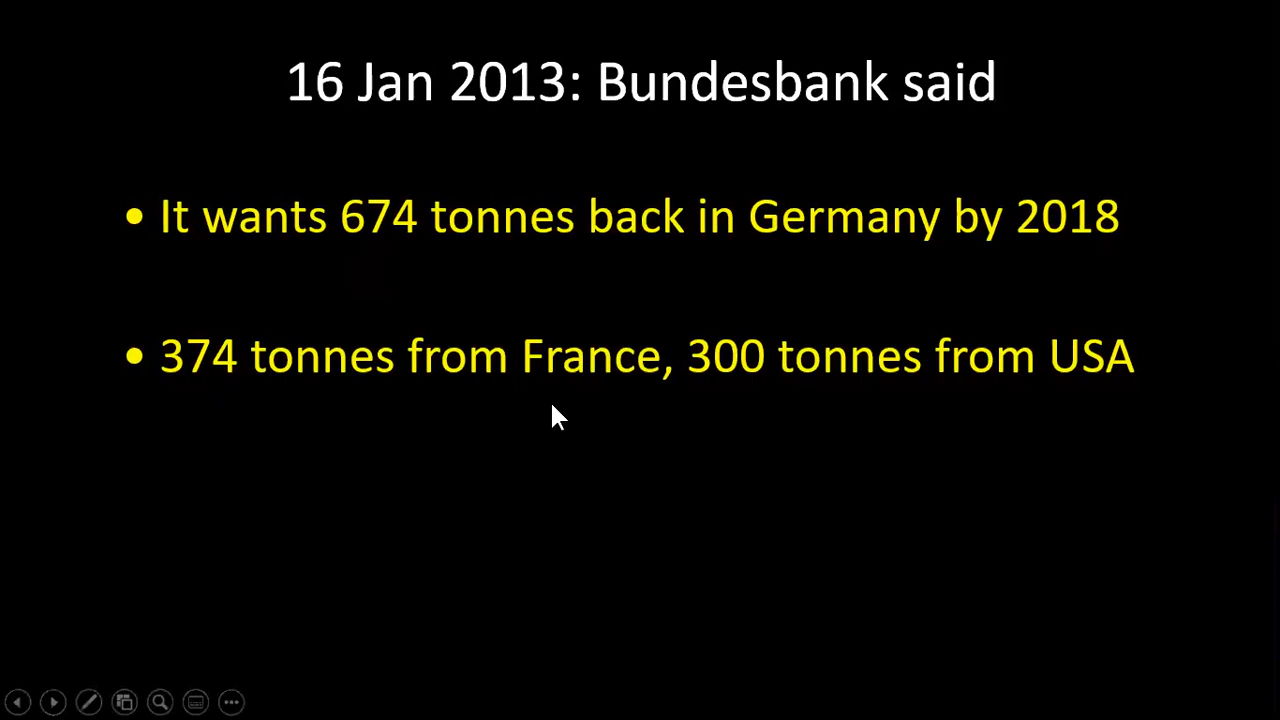 16 Jan 2013: Bundesbank said
• It wants 674 tonnes back in Germany by 2018
• 374 tonnes from France, 300 tonnes from USA